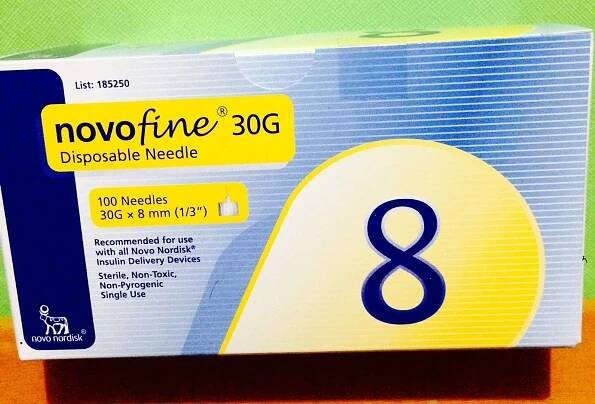 List: 185250
novofine® 30G
Disposable Needle
100 Needles
30G × 8 mm (1/3")
Recommended for use
with all Novo Nordisk®
Insulin Delivery Devices
Sterile, Non-Toxic,
Non-Pyrogenic
Single Use
8
novo nordisk®